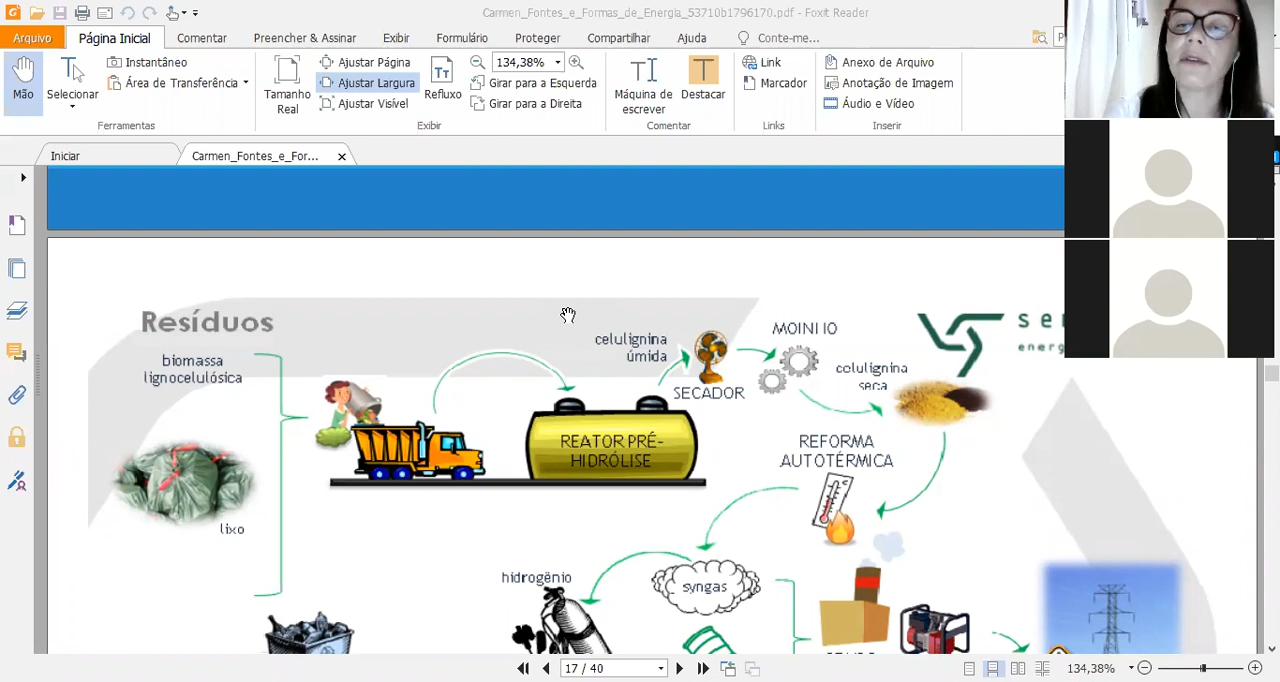 Carmen_Fontes_e_Formas_de_Energia_53710b1796170.pdf - Foxit Reader
Arquivo Página Inicial Comentar Preencher & Assinar Exibir Formulário Proteger Compartilhar Ajuda Conte-me...
Mão
Selecionar
Instantâneo
Área de Transferência
Ferramentas
Tamanho Real
Ajustar Página
Ajustar Largura
Ajustar Visível
Refluxo
134,38%
Girar para a Esquerda
Girar para a Direita
Exibir
Máquina de escrever
Destacar
Comentar
Link
Marcador
Links
Anexo de Arquivo
Anotação de Imagem
Áudio e Vídeo
Inserir
Iniciar
Carmen_Fontes_e_For...
Resíduos
biomassa
lignocelulósica
lixo
REATOR PRÉ-
HIDRÓLISE
celulignina
úmida
SECADOR
MOINHO
celulignina
seca
REFORMA
AUTOTÉRMICA
syngas
hidrogênio
17 / 40
134,38%